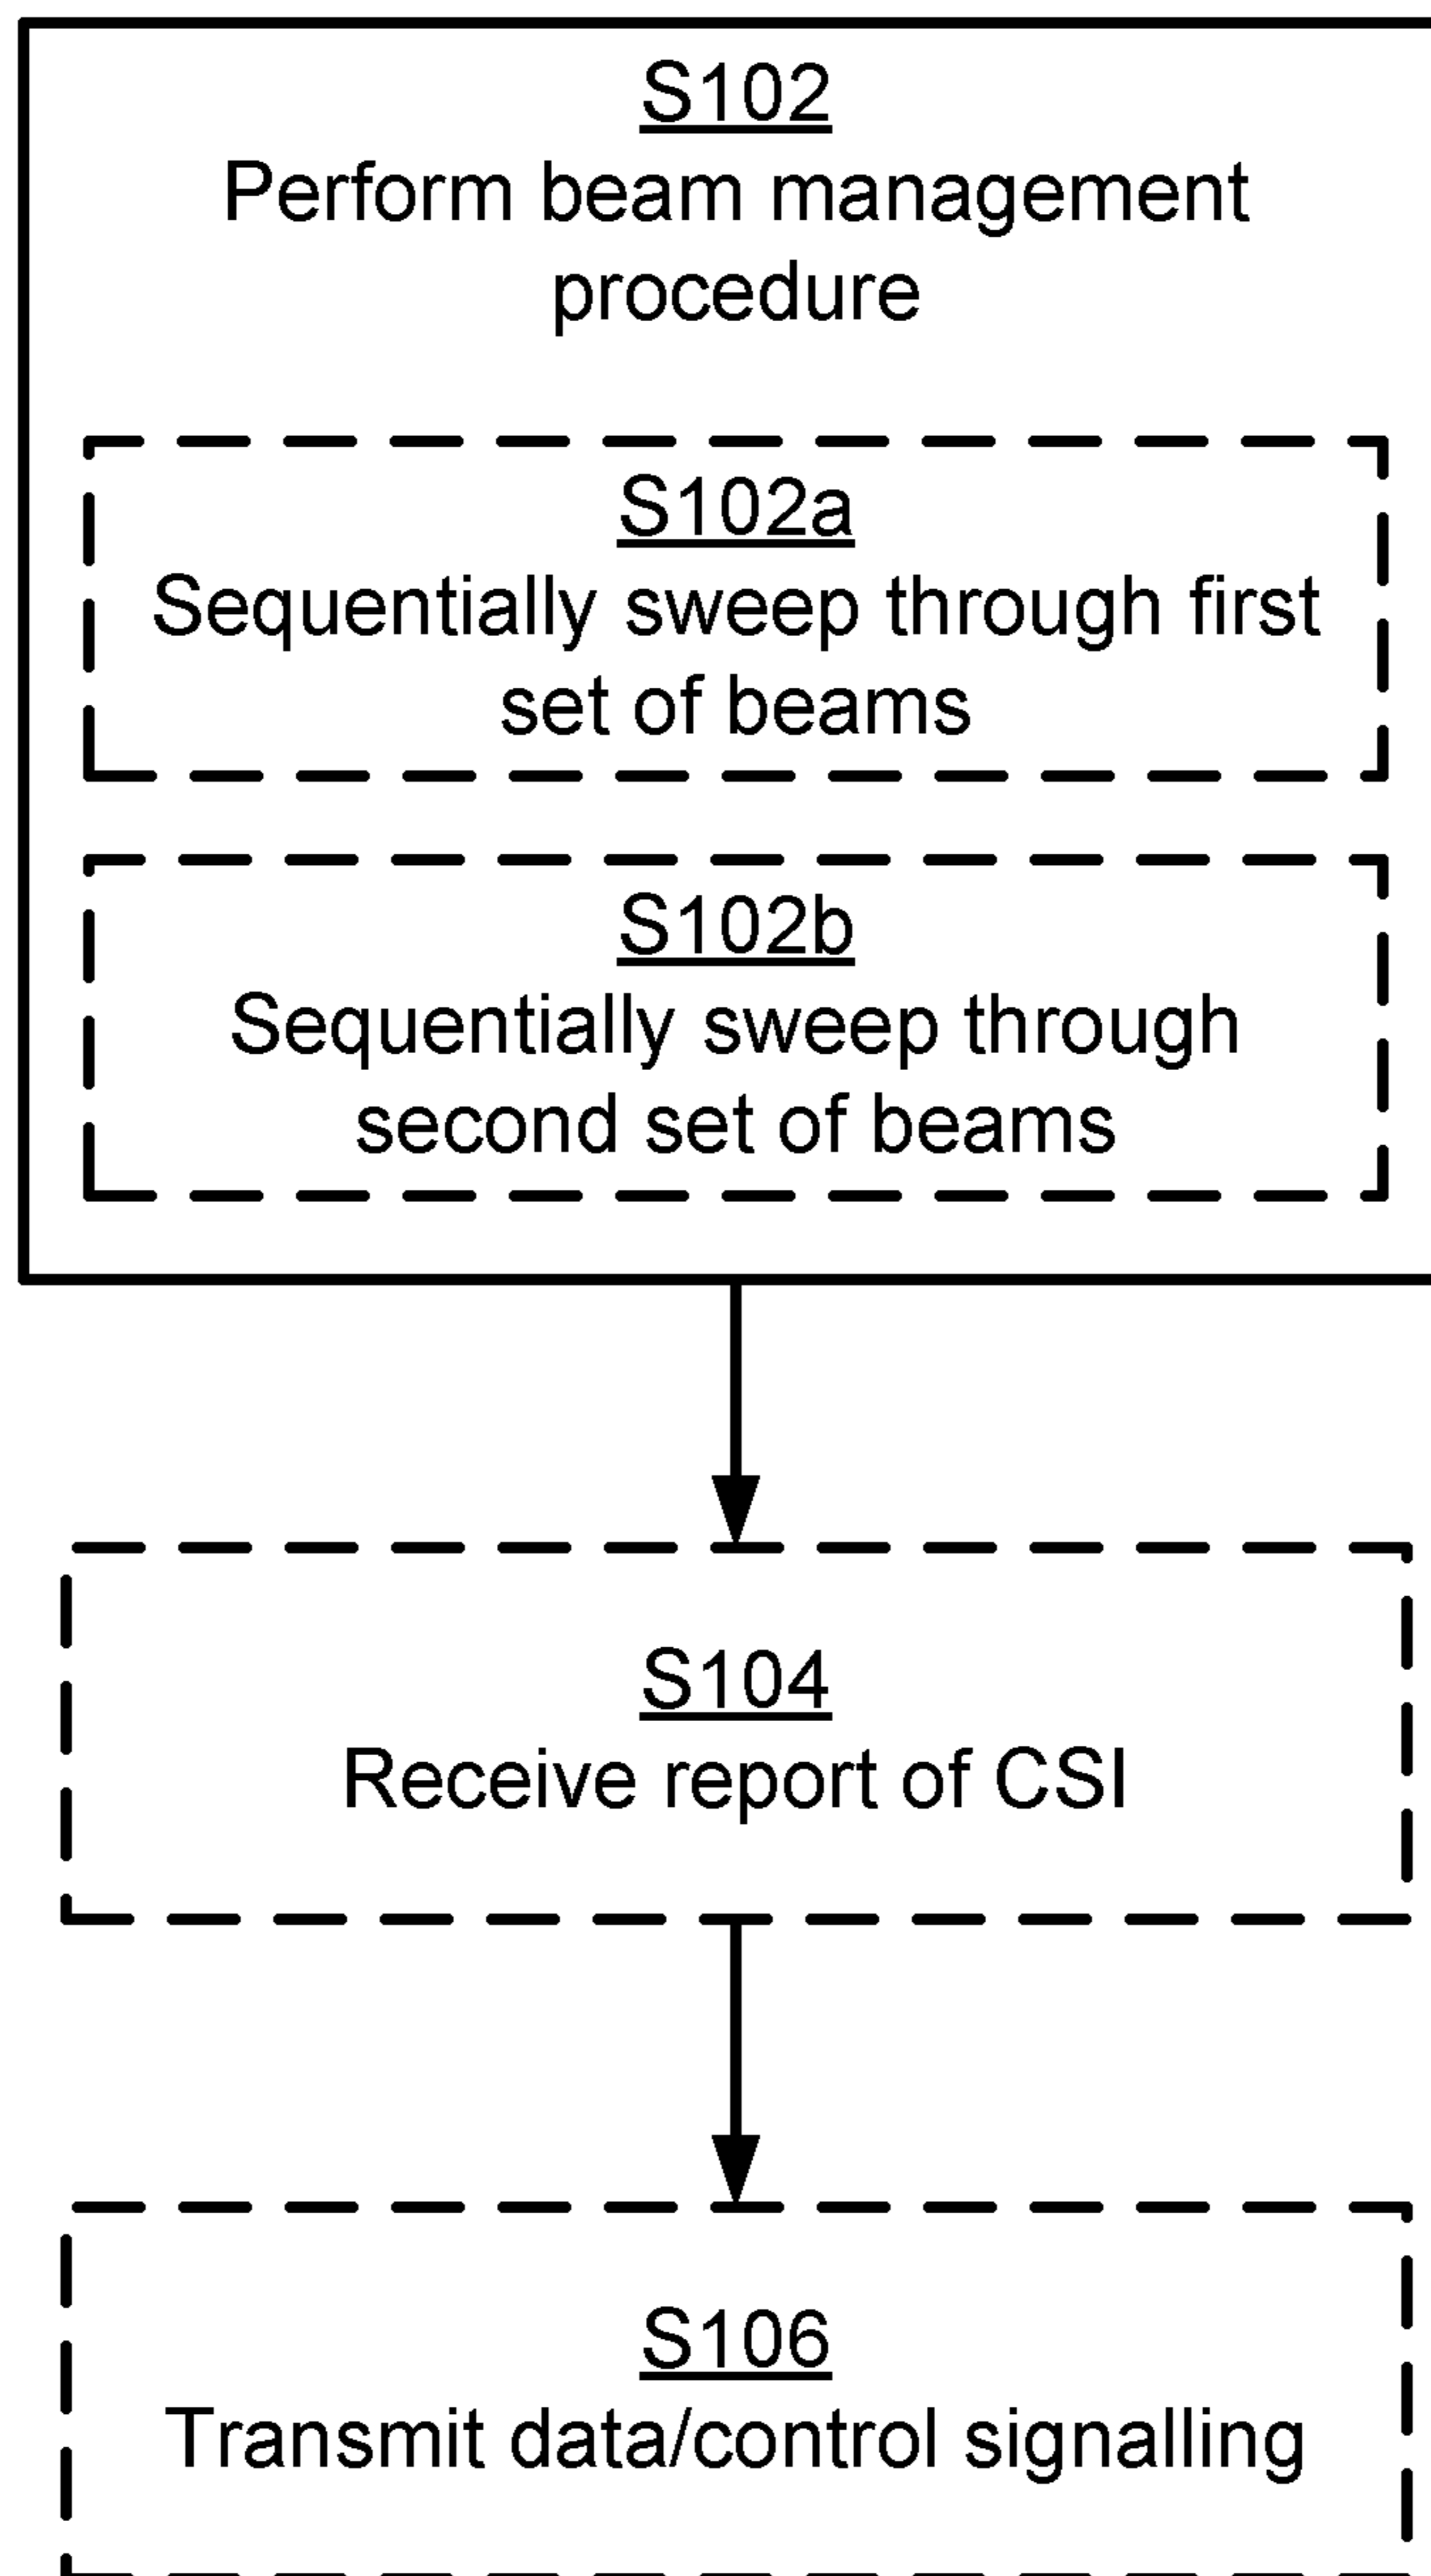 S102
Perform beam management
procedure
S102a
Sequentially sweep through first
set of beams
S102b
Sequentially sweep through
second set of beams
S104
Receive report of CSI
S106
Transmit data/control signalling